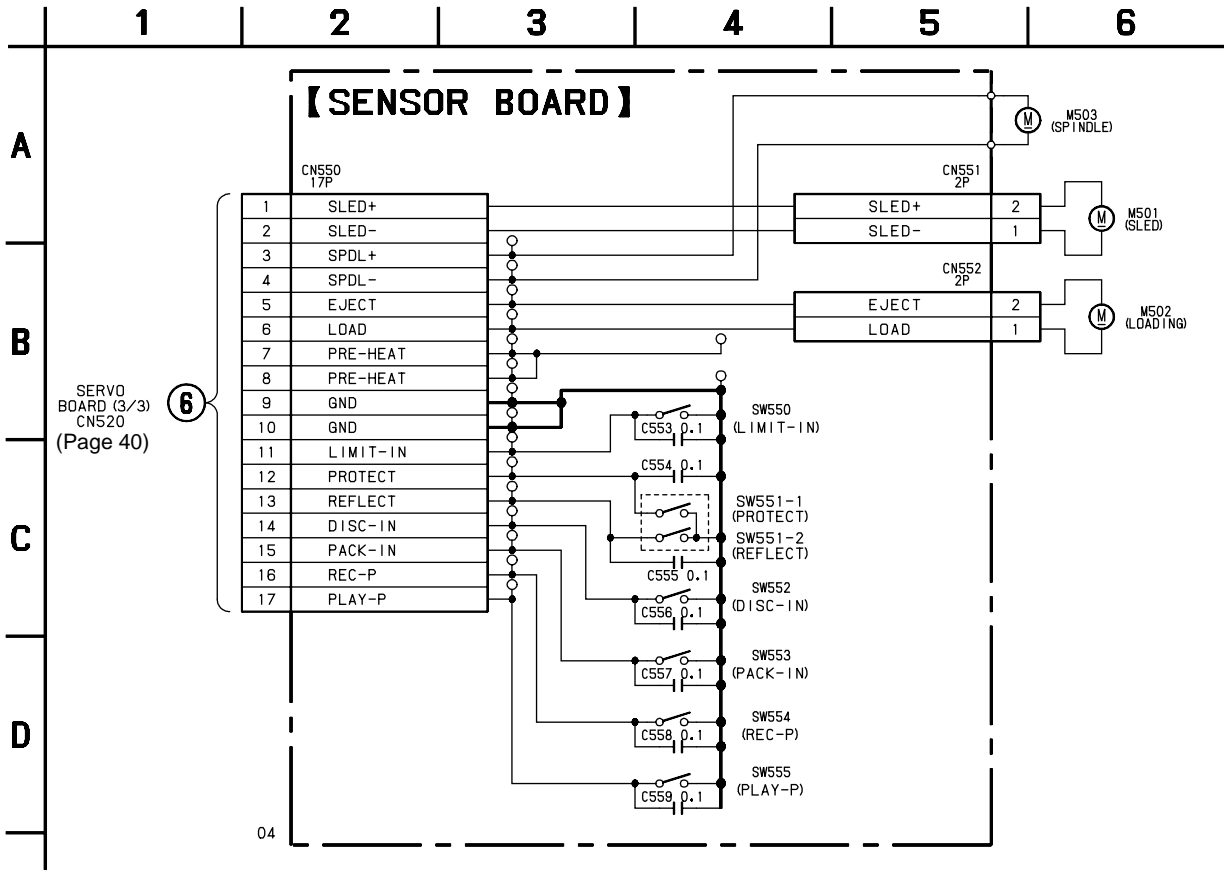 1 2 3 4 5 6
【SENSOR BOARD】
A
B
C
D
M
M503
(SPINDLE)
CN550
17P
1 SLED+
2 SLED-
3 SPDL+
4 SPDL-
5 EJECT
6 LOAD
7 PRE-HEAT
8 PRE-HEAT
9 GND
10 GND
11 LIMIT-IN
12 PROTECT
13 REFLECT
14 DISC-IN
15 PACK-IN
16 REC-P
17 PLAY-P
CN551
2P
SLED+ 2
SLED- 1
M
M501
(SLED)
CN552
2P
EJECT 2
LOAD 1
M
M502
(LOADING)
SERVO
BOARD (3/3)
CN520
(Page 40)
6
C553 0.1
SW550
(LIMIT-IN)
C554 0.1
SW551-1
(PROTECT)
SW551-2
(REFLECT)
C555 0.1
SW552
(DISC-IN)
C556 0.1
SW553
(PACK-IN)
C557 0.1
SW554
(REC-P)
C558 0.1
SW555
(PLAY-P)
C559 0.1
04